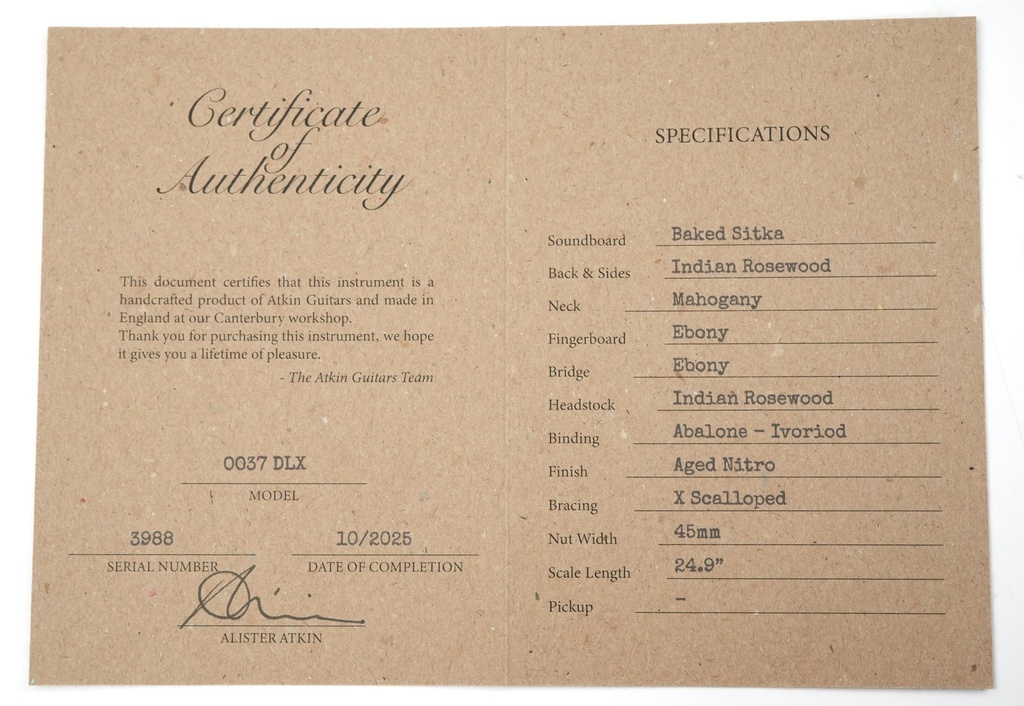 Certificate
of
Authenticity
This document certifies that this instrument is a
handcrafted product of Atkin Guitars and made in
England at our Canterbury workshop.
Thank you for purchasing this instrument, we hope
it gives you a lifetime of pleasure.
- The Atkin Guitars Team
0037 DLX
MODEL
3988
SERIAL NUMBER
10/2025
DATE OF COMPLETION
Atkin
ALISTER ATKIN
SPECIFICATIONS
Soundboard Baked Sitka
Back & Sides Indian Rosewood
Neck Mahogany
Fingerboard Ebony
Bridge Ebony
Headstock Indian Rosewood
Binding Abalone - Ivoriod
Finish Aged Nitro
Bracing X Scalloped
Nut Width 45mm
Scale Length 24.9"
Pickup -